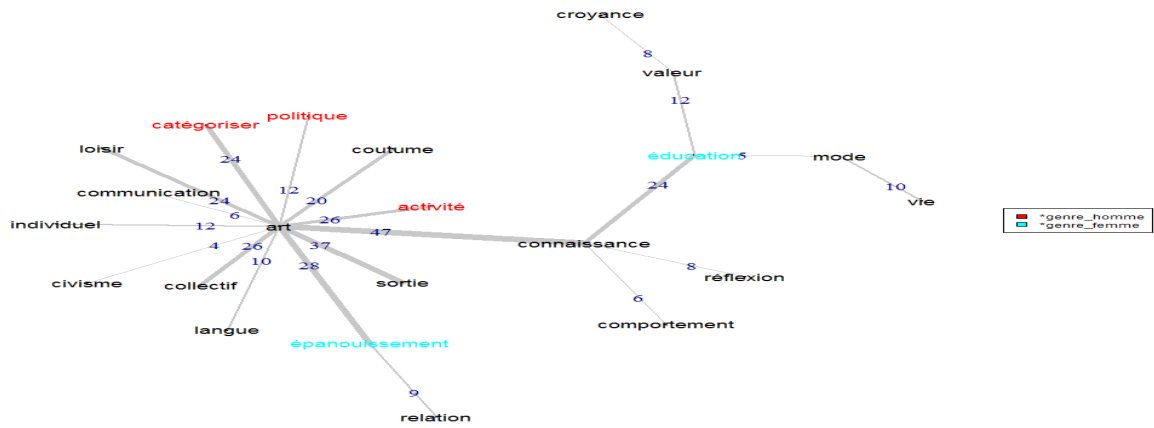 croyance
8
valeur
12
politique
catégoriser
loisir
coutume
24
éducation
5
mode
12
24
10
communication
24
20
vie
6
activité
individuel
12
26
art
47
connaissance
4
26
37
10
28
8
réflexion
civisme
collectif
sortie
6
langue
comportement
épanouissement
9
relation
*genre_homme
*genre_femme